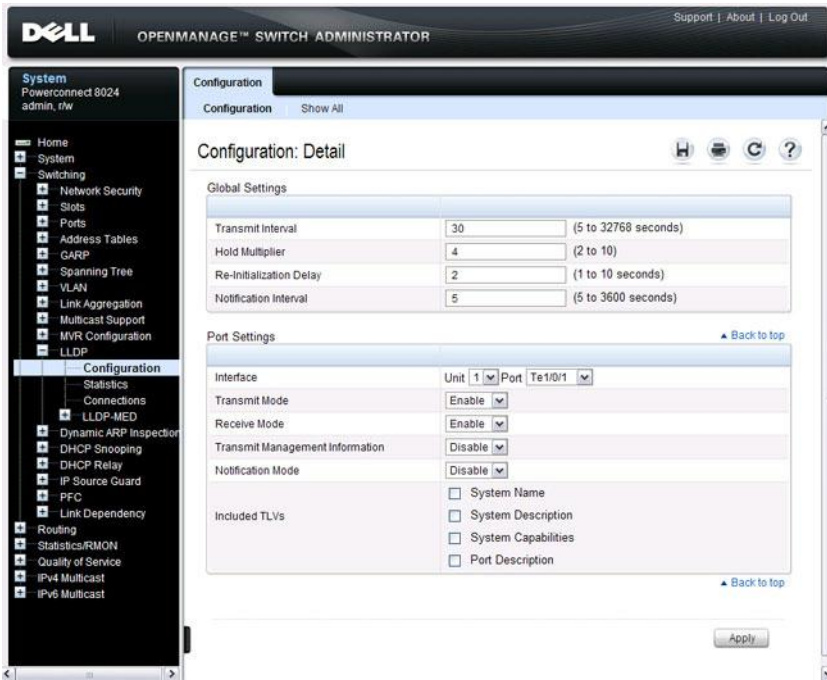 Support | About | Log Out
DELL OPENMANAGE™ SWITCH ADMINISTRATOR
System
Powerconnect 8024
admin, r/w
Home
System
Switching
Network Security
Slots
Ports
Address Tables
GARP
Spanning Tree
VLAN
Link Aggregation
Multicast Support
MVR Configuration
LLDP
Configuration
Statistics
Connections
LLDP-MED
Dynamic ARP Inspection
DHCP Snooping
DHCP Relay
IP Source Guard
PFC
Link Dependency
Routing
Statistics/RMON
Quality of Service
IPv4 Multicast
IPv6 Multicast
Configuration
Configuration Show All
Configuration: Detail
Global Settings
Transmit Interval 30 (5 to 32768 seconds)
Hold Multiplier 4 (2 to 10)
Re-Initialization Delay 2 (1 to 10 seconds)
Notification Interval 5 (5 to 3600 seconds)
Port Settings Back to top
Interface Unit 1 Port Te1/0/1
Transmit Mode Enable
Receive Mode Enable
Transmit Management Information Disable
Notification Mode Disable
Included TLVs
System Name
System Description
System Capabilities
Port Description
Back to top
Apply